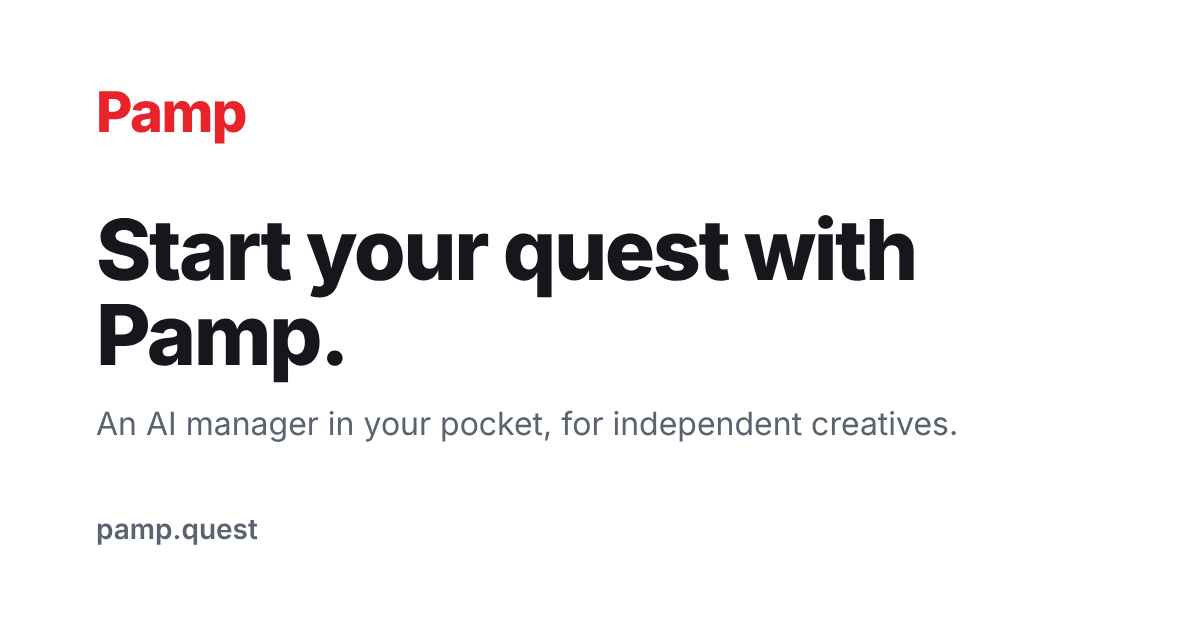 Pamp
Start your quest with
Pamp.
An AI manager in your pocket, for independent creatives.
pamp.quest